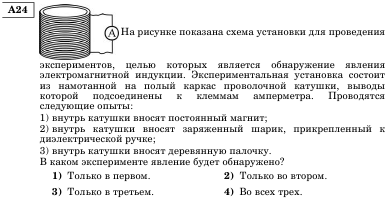 А24
А
На рисунке показана схема установки для проведения
экспериментов, целью которых является обнаружение явления
электромагнитной индукции. Экспериментальная установка состоит
из намотанной на полый каркас проволочной катушки, выводы
которой подсоединены к клеммам амперметра. Проводятся
следующие опыты:
1) внутрь катушки вносят постоянный магнит;
2) внутрь катушки вносят заряженный шарик, прикрепленный к
диэлектрической ручке;
3) внутрь катушки вносят деревянную палочку.
В каком эксперименте явление будет обнаружено?
1) Только в первом. 2) Только во втором.
3) Только в третьем. 4) Во всех трех.